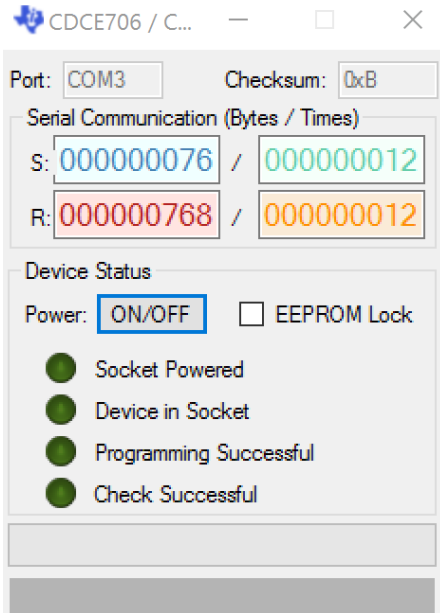 CDCE706 / C...
Port: COM3 Checksum: 0xB
Serial Communication (Bytes / Times)
S: 000000076 / 000000012
R: 000000768 / 000000012
Device Status
Power: ON/OFF EEPROM Lock
Socket Powered
Device in Socket
Programming Successful
Check Successful